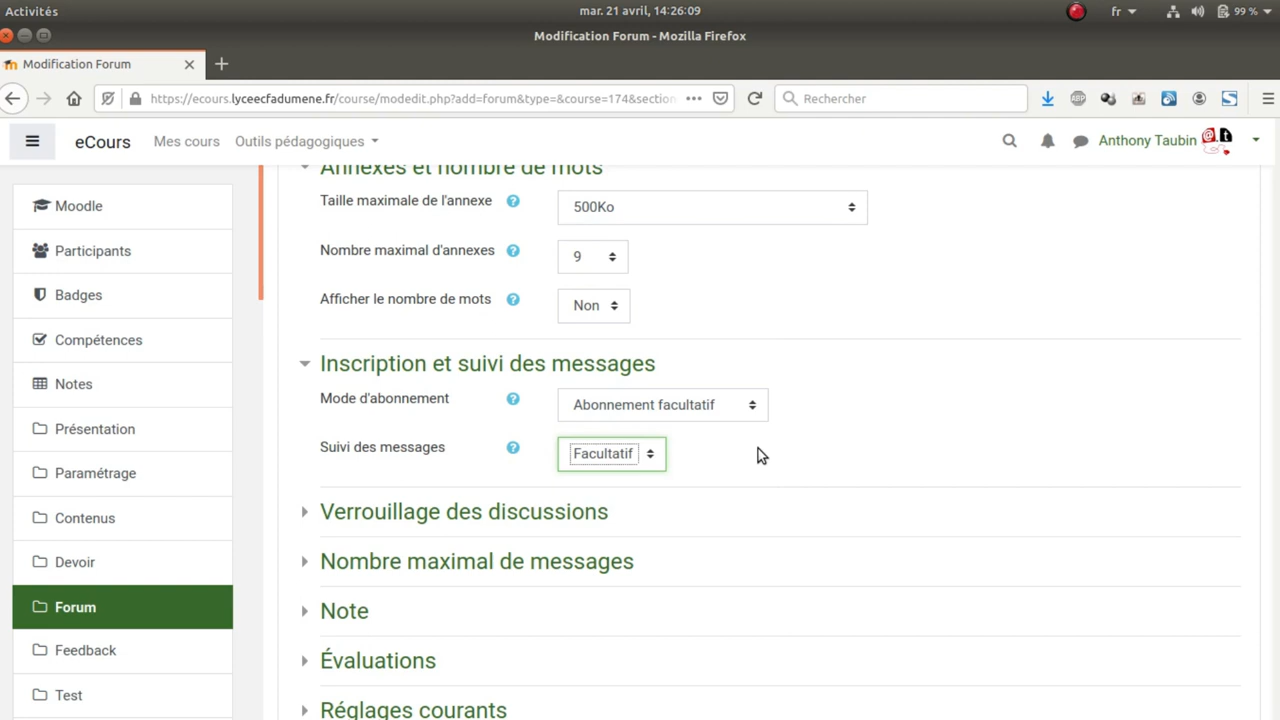 Activités
mar. 21 avril, 14:26:09
fr
99 %
Modification Forum - Mozilla Firefox
Modification Forum
https://ecours.lyceecfadumene.fr/course/modedit.php?add=forum&type=&course=174&section
Rechercher
ABP
S
eCours
Mes cours
Outils pédagogiques
Anthony Taubin
Moodle
Participants
Badges
Compétences
Notes
Présentation
Paramétrage
Contenus
Devoir
Forum
Feedback
Test
Annexes et nombre de mots
Taille maximale de l'annexe
500Ko
Nombre maximal d'annexes
9
Afficher le nombre de mots
Non
Inscription et suivi des messages
Mode d'abonnement
Abonnement facultatif
Suivi des messages
Facultatif
Verrouillage des discussions
Nombre maximal de messages
Note
Évaluations
Réglages courants